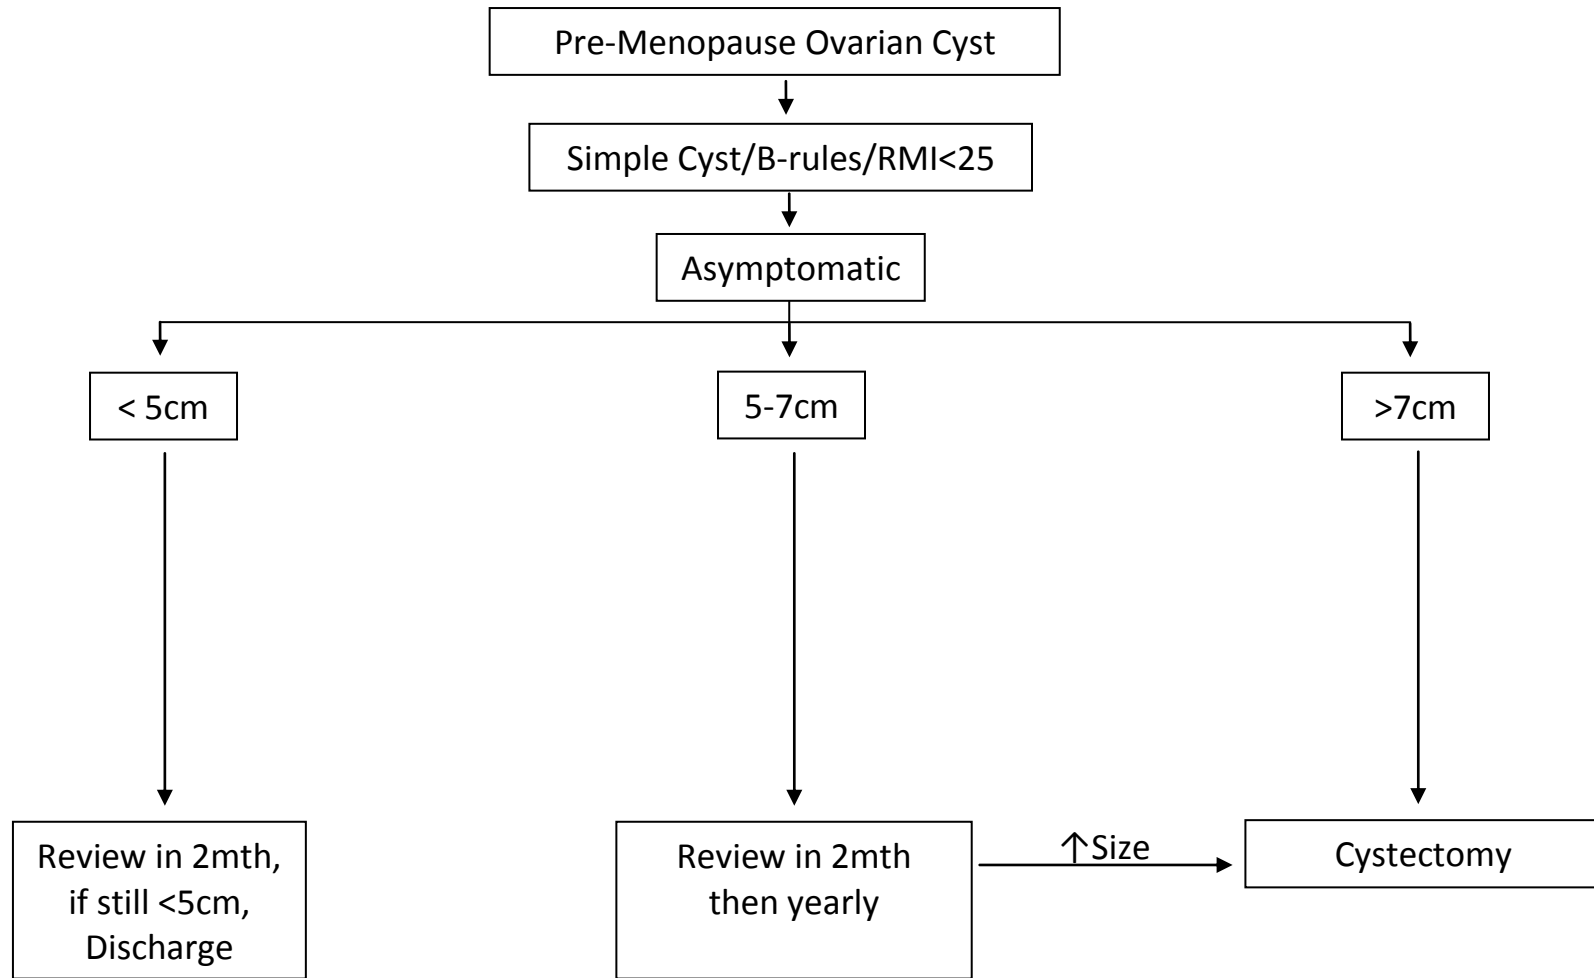 Pre-Menopause Ovarian Cyst
Simple Cyst/B-rules/RMI<25
Asymptomatic
< 5cm
5-7cm
>7cm
Review in 2mth,
if still <5cm,
Discharge
Review in 2mth
then yearly
↑Size
Cystectomy